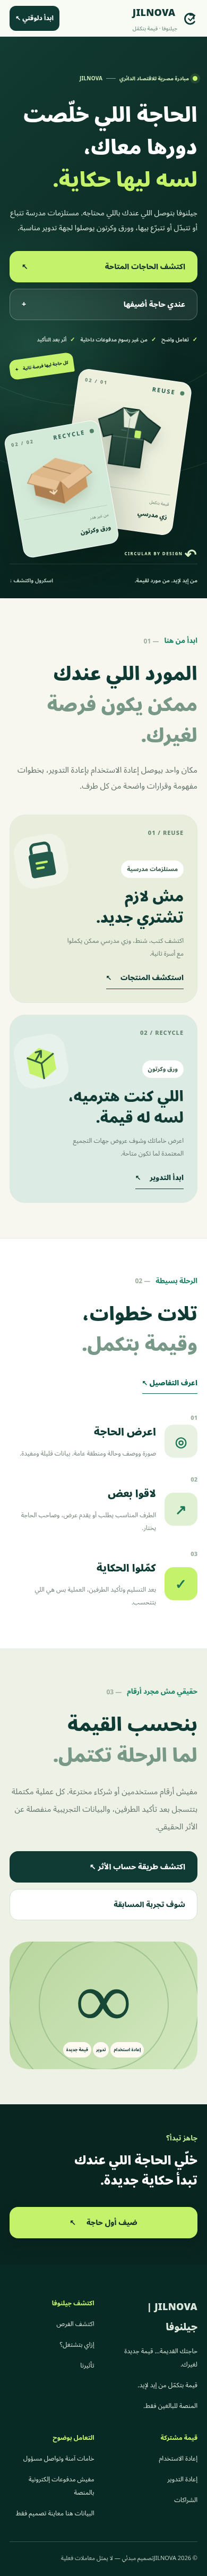 JILNOVA
جيلنوفا · قيمة بتكمّل
ابدأ دلوقتي ↖
مبادرة مصرية للاقتصاد الدائري — JILNOVA
الحاجة اللي خلّصت
دورها معاك،
لسه ليها حكاية.
جيلنوفا بتوصل اللي عندك باللي محتاجه. مستلزمات مدرسية تتباع
أو تتبدّل أو تتبرّع بيها، وورق وكرتون يوصلوا لجهة تدوير مناسبة.
اكتشف الحاجات المتاحة ↖
عندي حاجة أضيفها +
✓ تعامل واضح ✓ من غير رسوم مدفوعات داخلية ✓ أثر بعد التأكيد
كل حاجة ليها فرصة تانية
01 / 02
REUSE
زي مدرسي
02 / 02
RECYCLE
ورق وكرتون
CIRCULAR BY DESIGN
من إيد لإيد. من مورد لقيمة.
اسكرول واكتشف ↓
ابدأ من هنا — 01
المورد اللي عندك
ممكن يكون فرصة
لغيرك.
مكان واحد بيوصل إعادة الاستخدام بإعادة التدوير، بخطوات
مفهومة وقرارات واضحة من كل طرف.
01 / REUSE
مستلزمات مدرسية
مش لازم
تشتري جديد.
اكتشف كتب، شنط، وزي مدرسي ممكن يكملوا
مع أسرة تانية.
استكشف المنتجات ↖
02 / RECYCLE
ورق وكرتون
اللي كنت هترميه،
لسه له قيمة.
اعرض خاماتك وشوف عروض جهات التجميع
المعتمدة لما تكون متاحة.
ابدأ التدوير ↖
الرحلة ببساطة — 02
تلات خطوات،
وقيمة بتكمل.
اعرف التفاصيل ↖
01
اعرض الحاجة
صورة ووصف وحالة ومنطقة عامة. بيانات قليلة ومفيدة.
02
لاقوا بعض
الطرف المناسب يطلب أو يقدم عرض، وصاحب الحاجة
يختار.
03
كمّلوا الحكاية
بعد التسليم وتأكيد الطرفين، العملية بس هي اللي
بتتحسب.
حقيقي مش مجرد أرقام — 03
بنحسب القيمة
لما الرحلة تكتمل.
مفيش أرقام مستخدمين أو شركاء مخترعة. كل عملية مكتملة
بتتسجل بعد تأكيد الطرفين، والبيانات التجريبية منفصلة عن
الأثر الحقيقي.
اكتشف طريقة حساب الأثر ↖
شوف تجربة المسابقة
إعادة استخدام
تدوير
قيمة جديدة
جاهز تبدأ؟
خلّي الحاجة اللي عندك
تبدأ حكاية جديدة.
ضيف أول حاجة ↖
JILNOVA |
جيلنوفا
حاجتك القديمة... قيمة جديدة
لغيرك.
قيمة بتكمّل من إيد لإيد.
المنصة للبالغين فقط.
اكتشف جيلنوفا
اكتشف الفرص
إزاي بنشتغل؟
تأثيرنا
قيمة مشتركة
إعادة الاستخدام
إعادة التدوير
الشراكات
التعامل بوضوح
خامات آمنة وتواصل مسؤول
مفيش مدفوعات إلكترونية
بالمنصة
البيانات هنا معاينة تصميم فقط
© 2026 JILNOVA
تصميم مبدئي — لا يمثل معاملات فعلية